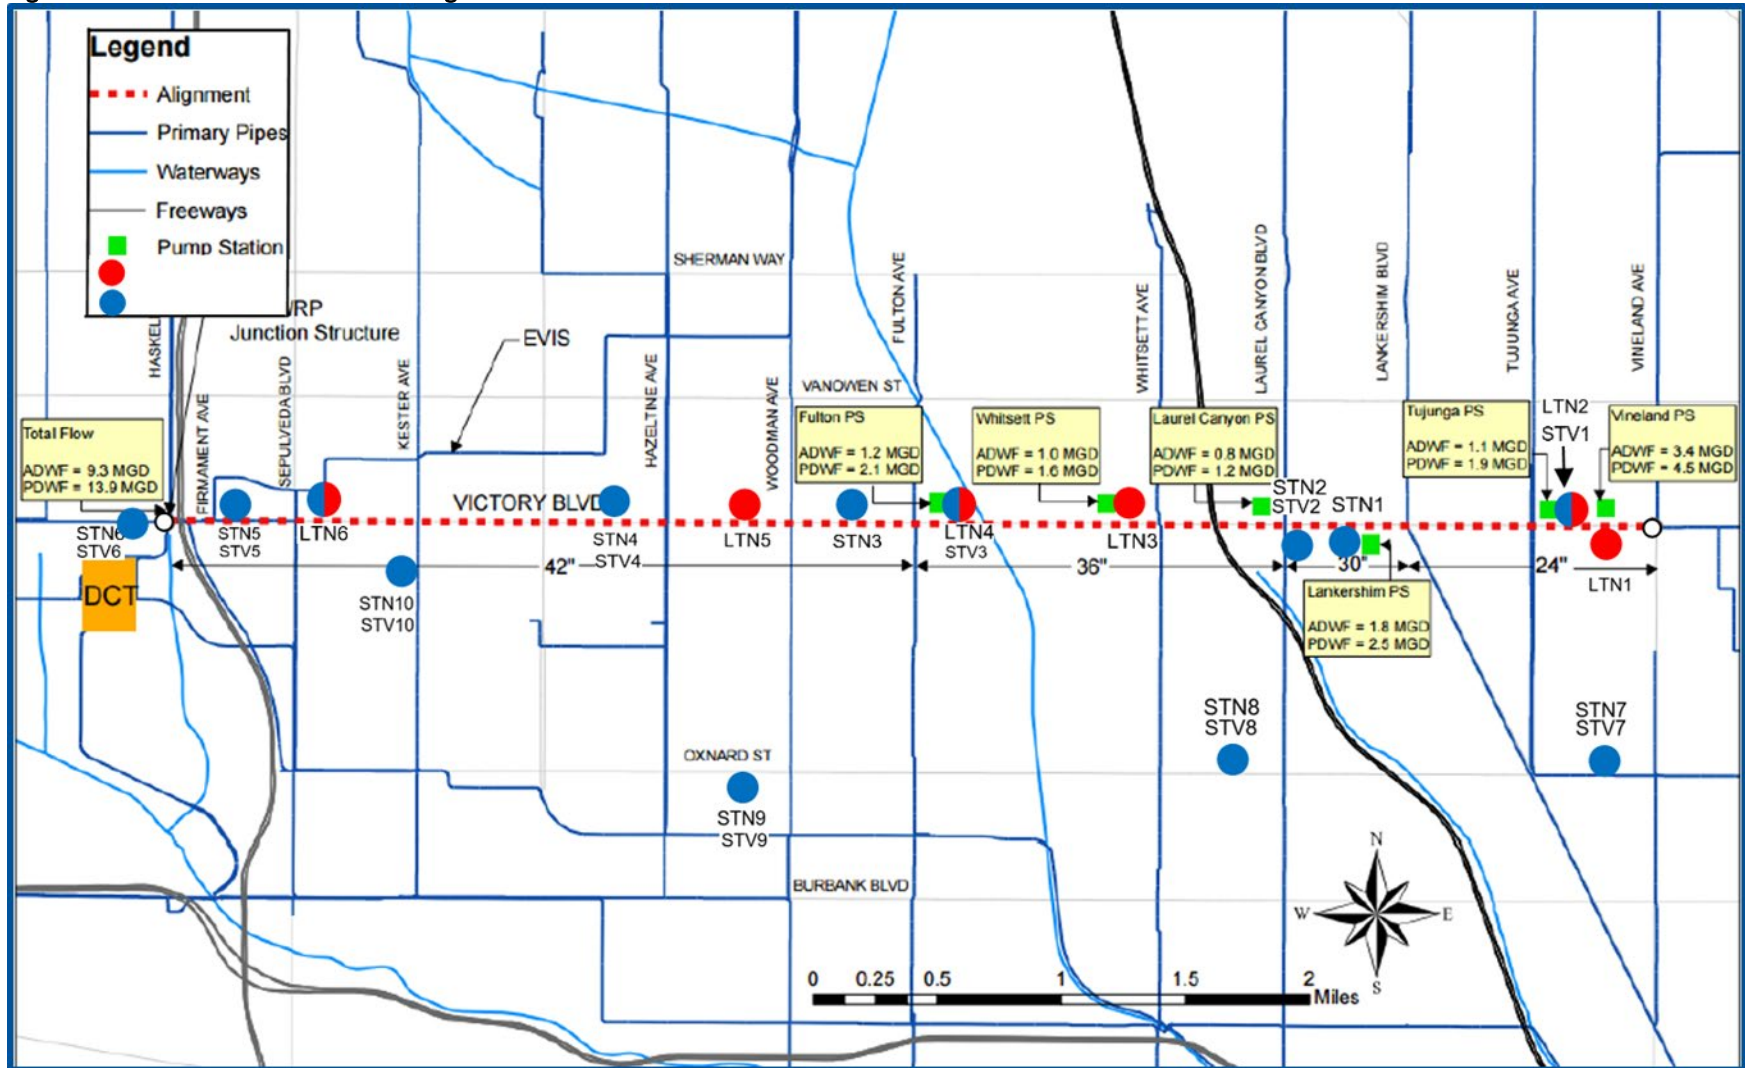 Legend
Alignment
Primary Pipes
Waterways
Freeways
Pump Station
Junction Structure
EVIS
SHERMAN WAY
VANOWEN ST
VICTORY BLVD
OXNARD ST
BURBANK BLVD
HASKEL
FIRMAMENT AVE
SEPULVEDA BLVD
KESTER AVE
HAZELTINE AVE
WOODMAN AVE
FULTON AVE
WHITSETT AVE
LAUREL CANYON BLVD
LANKERSHIM BLVD
TUJUNGA AVE
VINELAND AVE
Total Flow
ADWF = 9.3 MGD
PDWF = 13.9 MGD
Fulton PS
ADWF = 1.2 MGD
PDWF = 2.1 MGD
Whitsett PS
ADWF = 1.0 MGD
PDWF = 1.6 MGD
Laurel Canyon PS
ADWF = 0.8 MGD
PDWF = 1.2 MGD
Tujunga PS
ADWF = 1.1 MGD
PDWF = 1.9 MGD
LTN2
STV1
Vineland PS
ADWF = 3.4 MGD
PDWF = 4.5 MGD
STN6
STV6
STN5
STV5
LTN6
STN4
STV4
LTN5
STN3
LTN4
STV3
LTN3
STN2
STV2
STN1
LTN1
42"
36"
30"
24"
DCT
STN10
STV10
Lankershim PS
ADWF = 1.8 MGD
PDWF = 2.5 MGD
STN8
STV8
STN7
STV7
STN9
STV9
N
W E
S
0 0.25 0.5 1 1.5 2
Miles